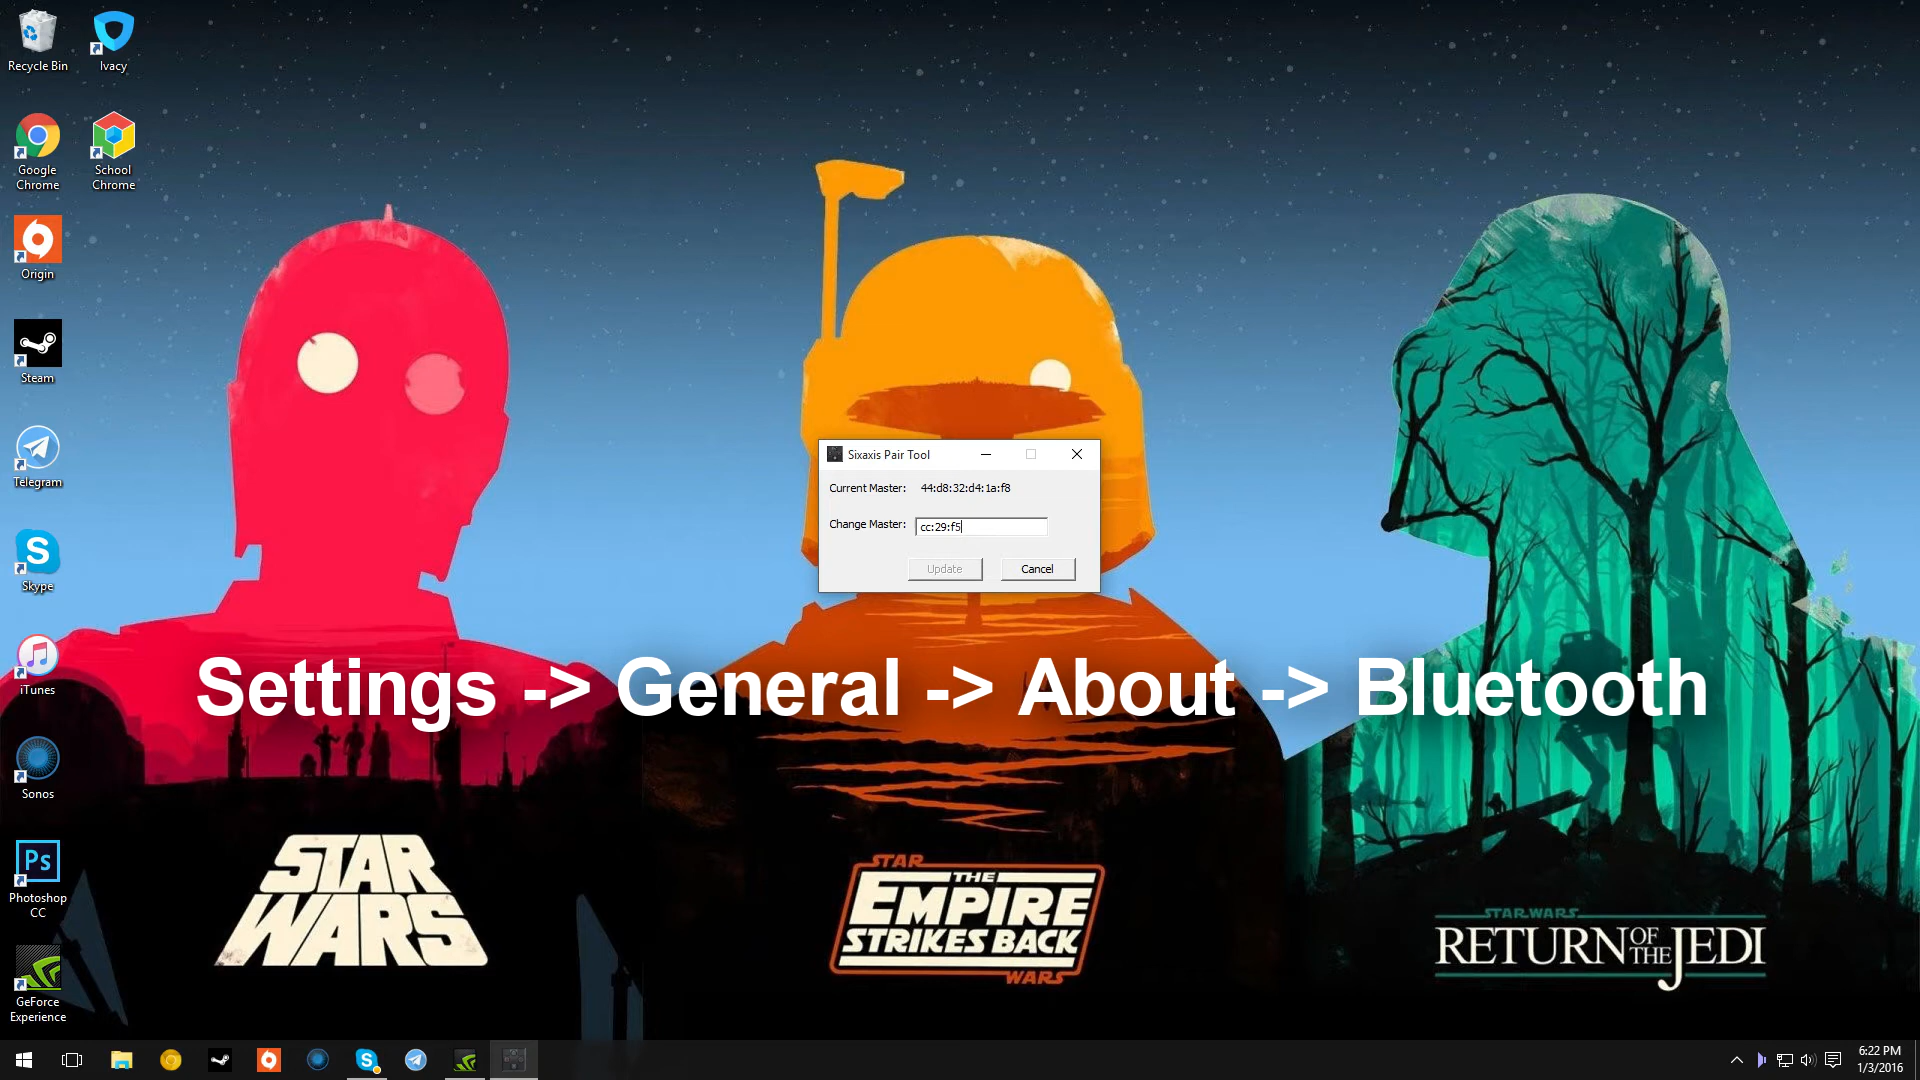 Recycle Bin
Ivacy
Google
Chrome
School
Chrome
Origin
Steam
Telegram
Skype
iTunes
Sonos
Ps
Photoshop
CC
GeForce
Experience
Sixaxis Pair Tool
Current Master: 44:d8:32:d4:1a:f8
Change Master: cc:29:f5
Update Cancel
Settings -> General -> About -> Bluetooth
STAR
WARS
STAR
THE
EMPIRE
STRIKES BACK
WARS
STAR WARS
RETURN OF THE JEDI
6:22 PM
1/3/2016